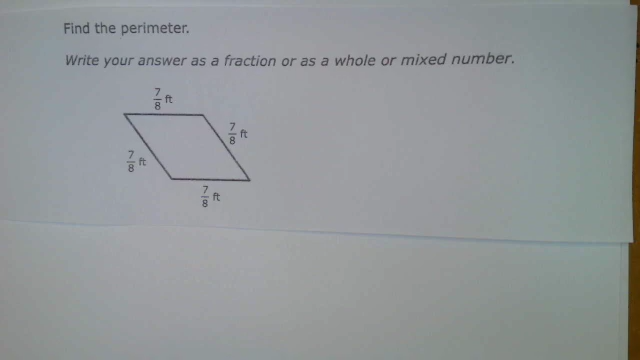 Find the perimeter.
Write your answer as a fraction or as a whole or mixed number.
7/8 ft
7/8 ft
7/8 ft
7/8 ft